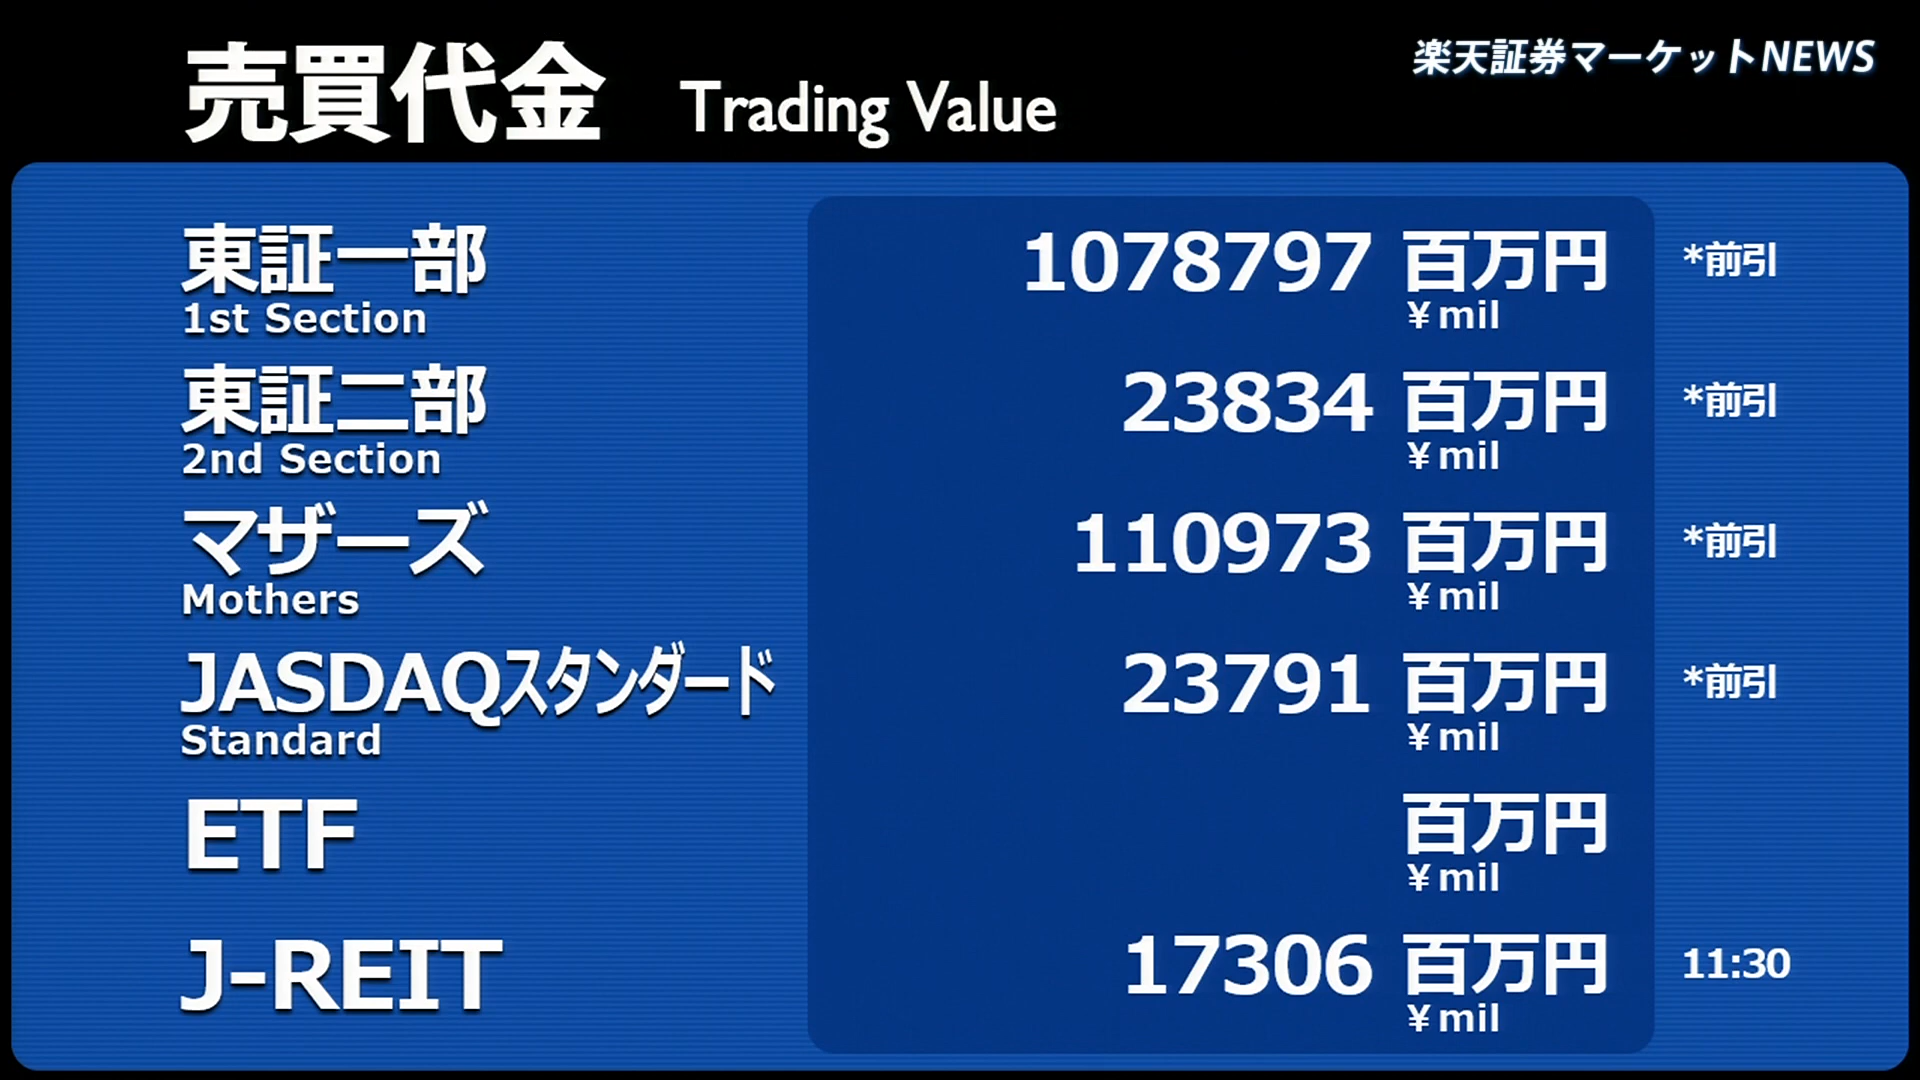 売買代金 Trading Value
楽天証券マーケットNEWS
東証一部 1078797 百万円 *前引
1st Section ¥mil
東証二部 23834 百万円 *前引
2nd Section ¥mil
マザーズ 110973 百万円 *前引
Mothers ¥mil
JASDAQスタンダード 23791 百万円 *前引
Standard ¥mil
ETF 百万円
¥mil
J-REIT 17306 百万円 11:30
¥mil